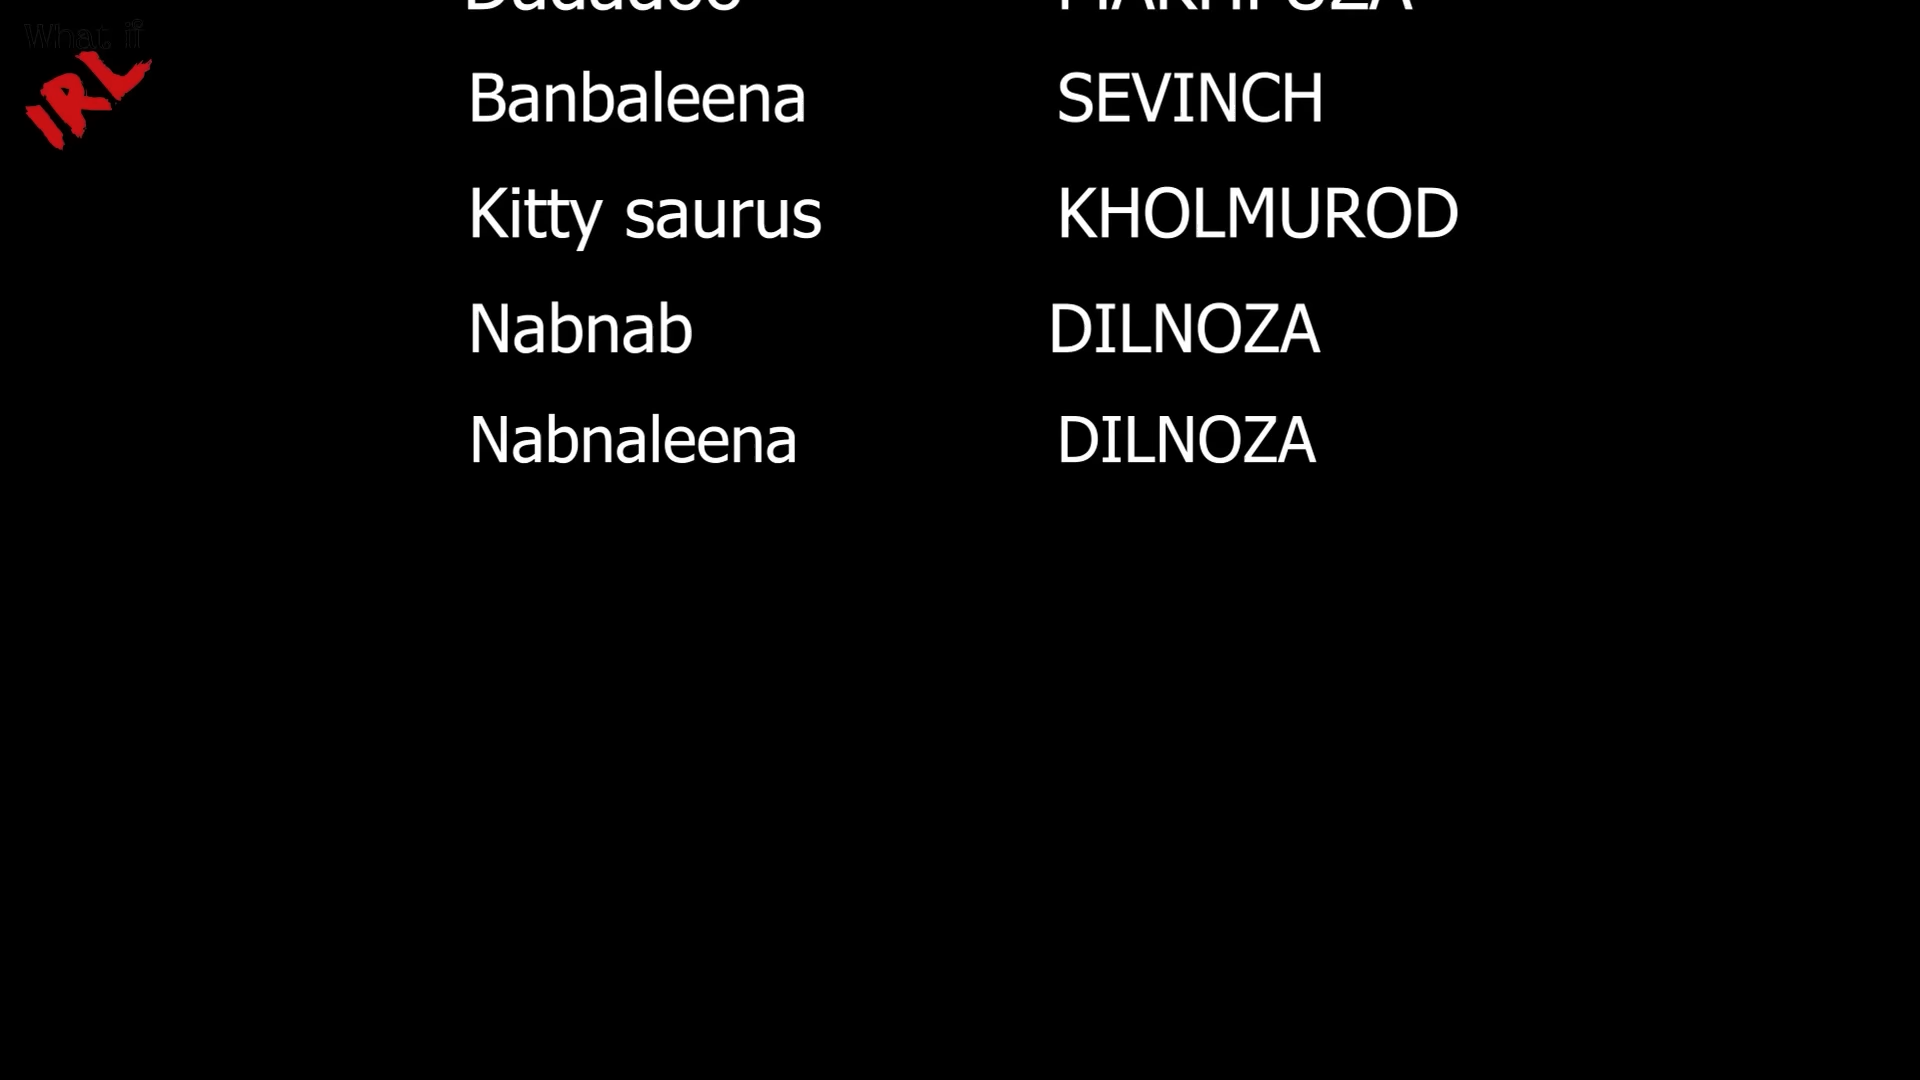 What if
IRL
Banbaleena SEVINCH
Kitty saurus KHOLMUROD
Nabnab DILNOZA
Nabnaleena DILNOZA